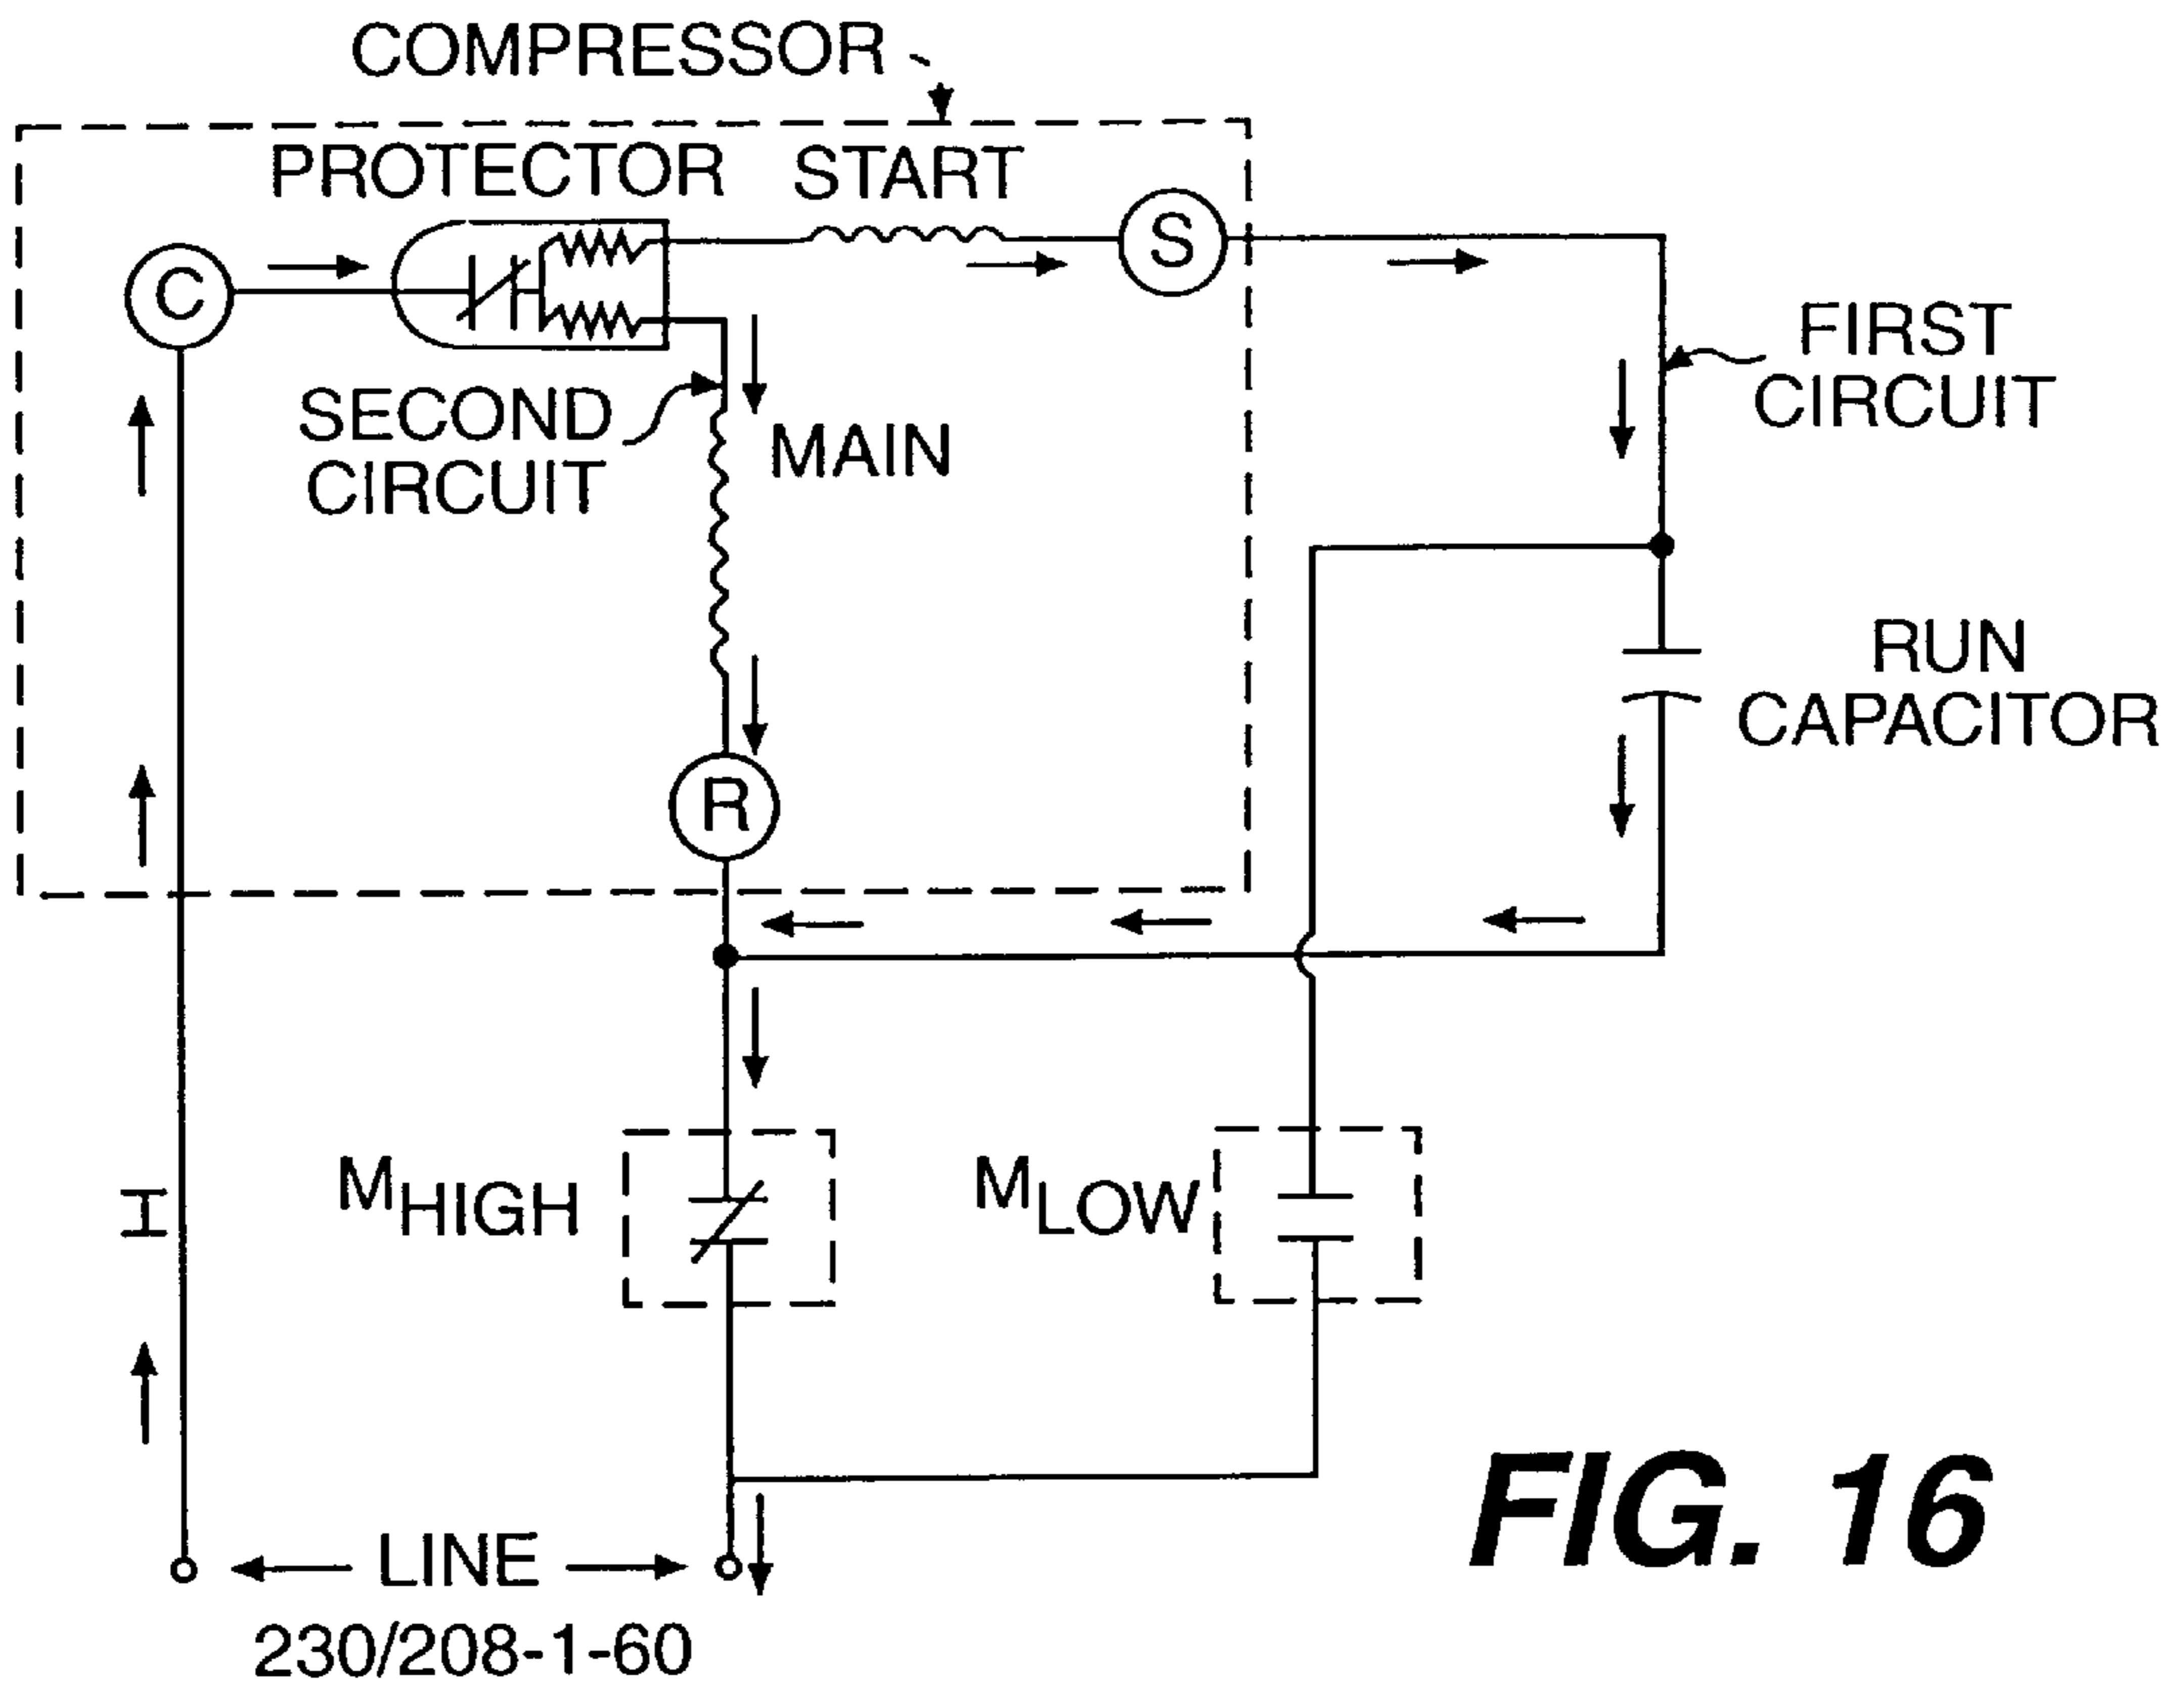 COMPRESSOR
PROTECTOR
START
C
S
FIRST
CIRCUIT
SECOND
CIRCUIT
MAIN
RUN
CAPACITOR
R
I
MHIGH
MLOW
LINE
230/208-1-60
FIG. 16